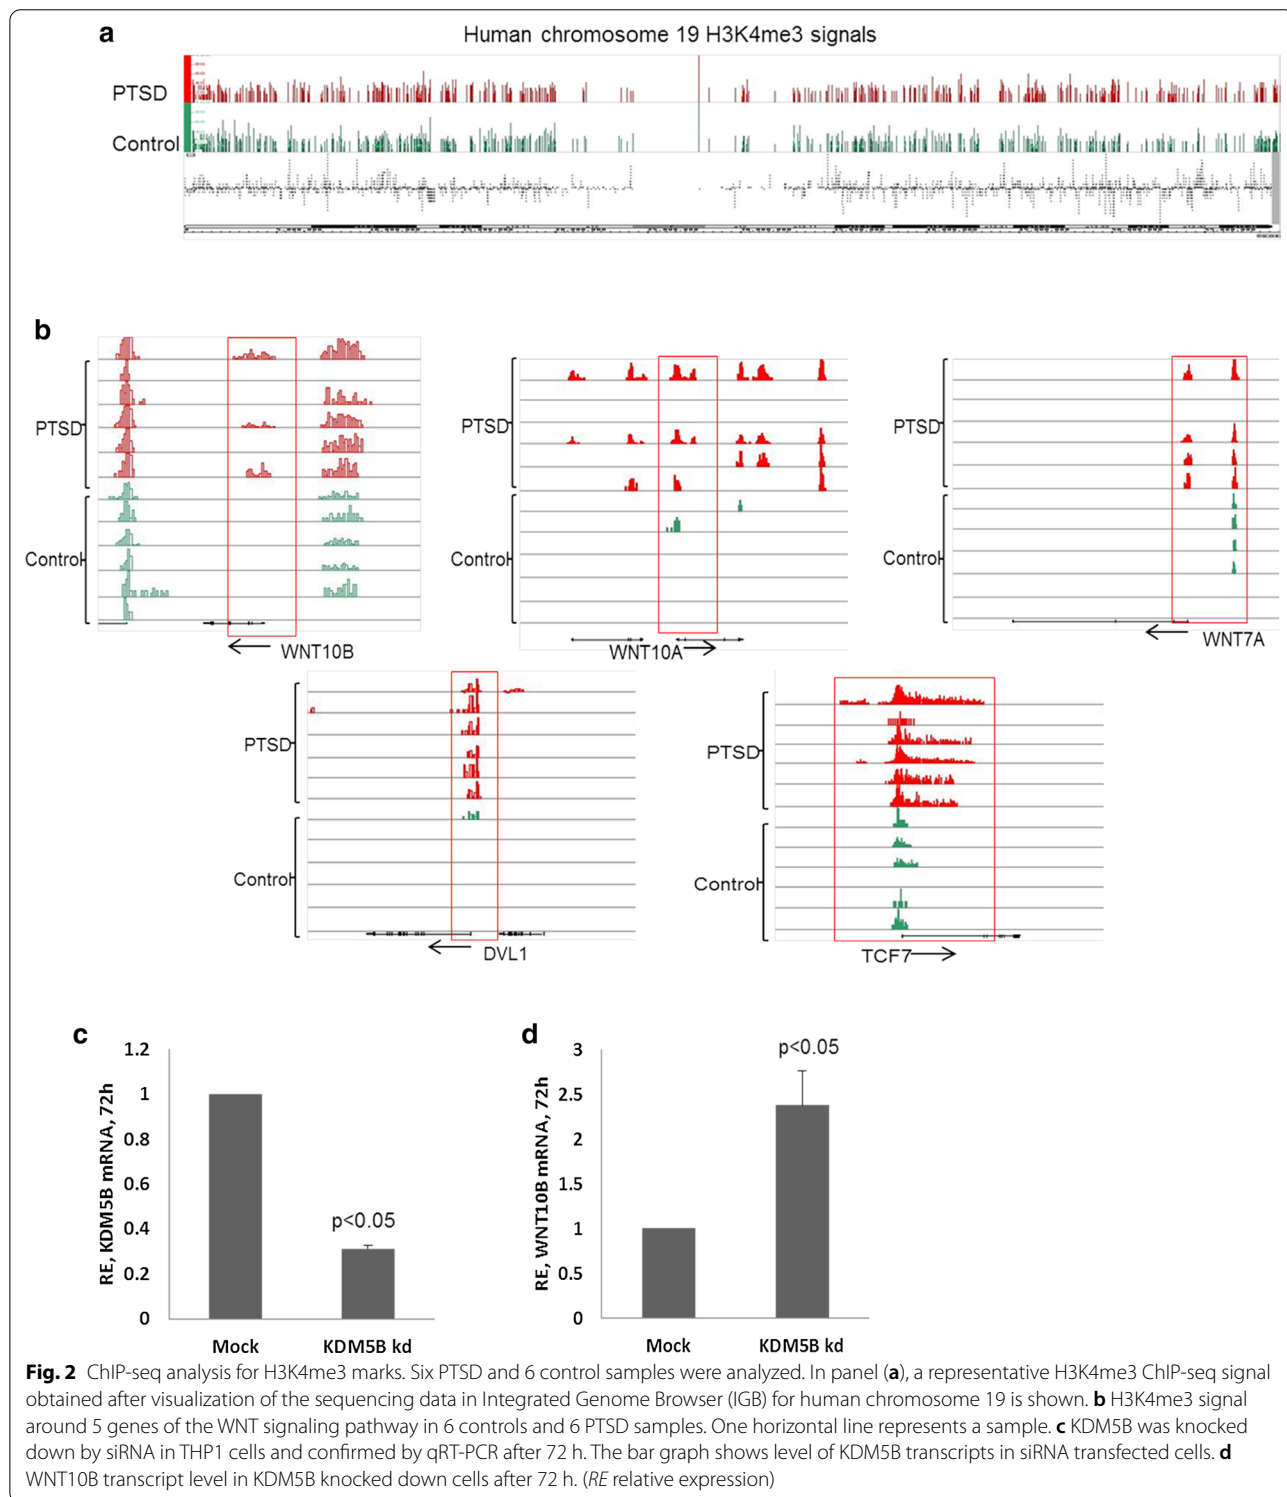 a
Human chromosome 19 H3K4me3 signals
PTSD
Control
b
PTSD
Control
WNT10B
PTSD
Control
WNT10A
PTSD
Control
WNT7A
PTSD
Control
DVL1
PTSD
Control
TCF7
c
RE, KDM5B mRNA, 72h
1.2
1
0.8
0.6
0.4
0.2
0
p<0.05
Mock
KDM5B kd
d
RE, WNT10B mRNA, 72h
3
2.5
2
1.5
1
0.5
0
p<0.05
Mock
KDM5B kd
Fig. 2 ChIP-seq analysis for H3K4me3 marks. Six PTSD and 6 control samples were analyzed. In panel (a), a representative H3K4me3 ChIP-seq signal
obtained after visualization of the sequencing data in Integrated Genome Browser (IGB) for human chromosome 19 is shown. b H3K4me3 signal
around 5 genes of the WNT signaling pathway in 6 controls and 6 PTSD samples. One horizontal line represents a sample. c KDM5B was knocked
down by siRNA in THP1 cells and confirmed by qRT-PCR after 72 h. The bar graph shows level of KDM5B transcripts in siRNA transfected cells. d
WNT10B transcript level in KDM5B knocked down cells after 72 h. (RE relative expression)